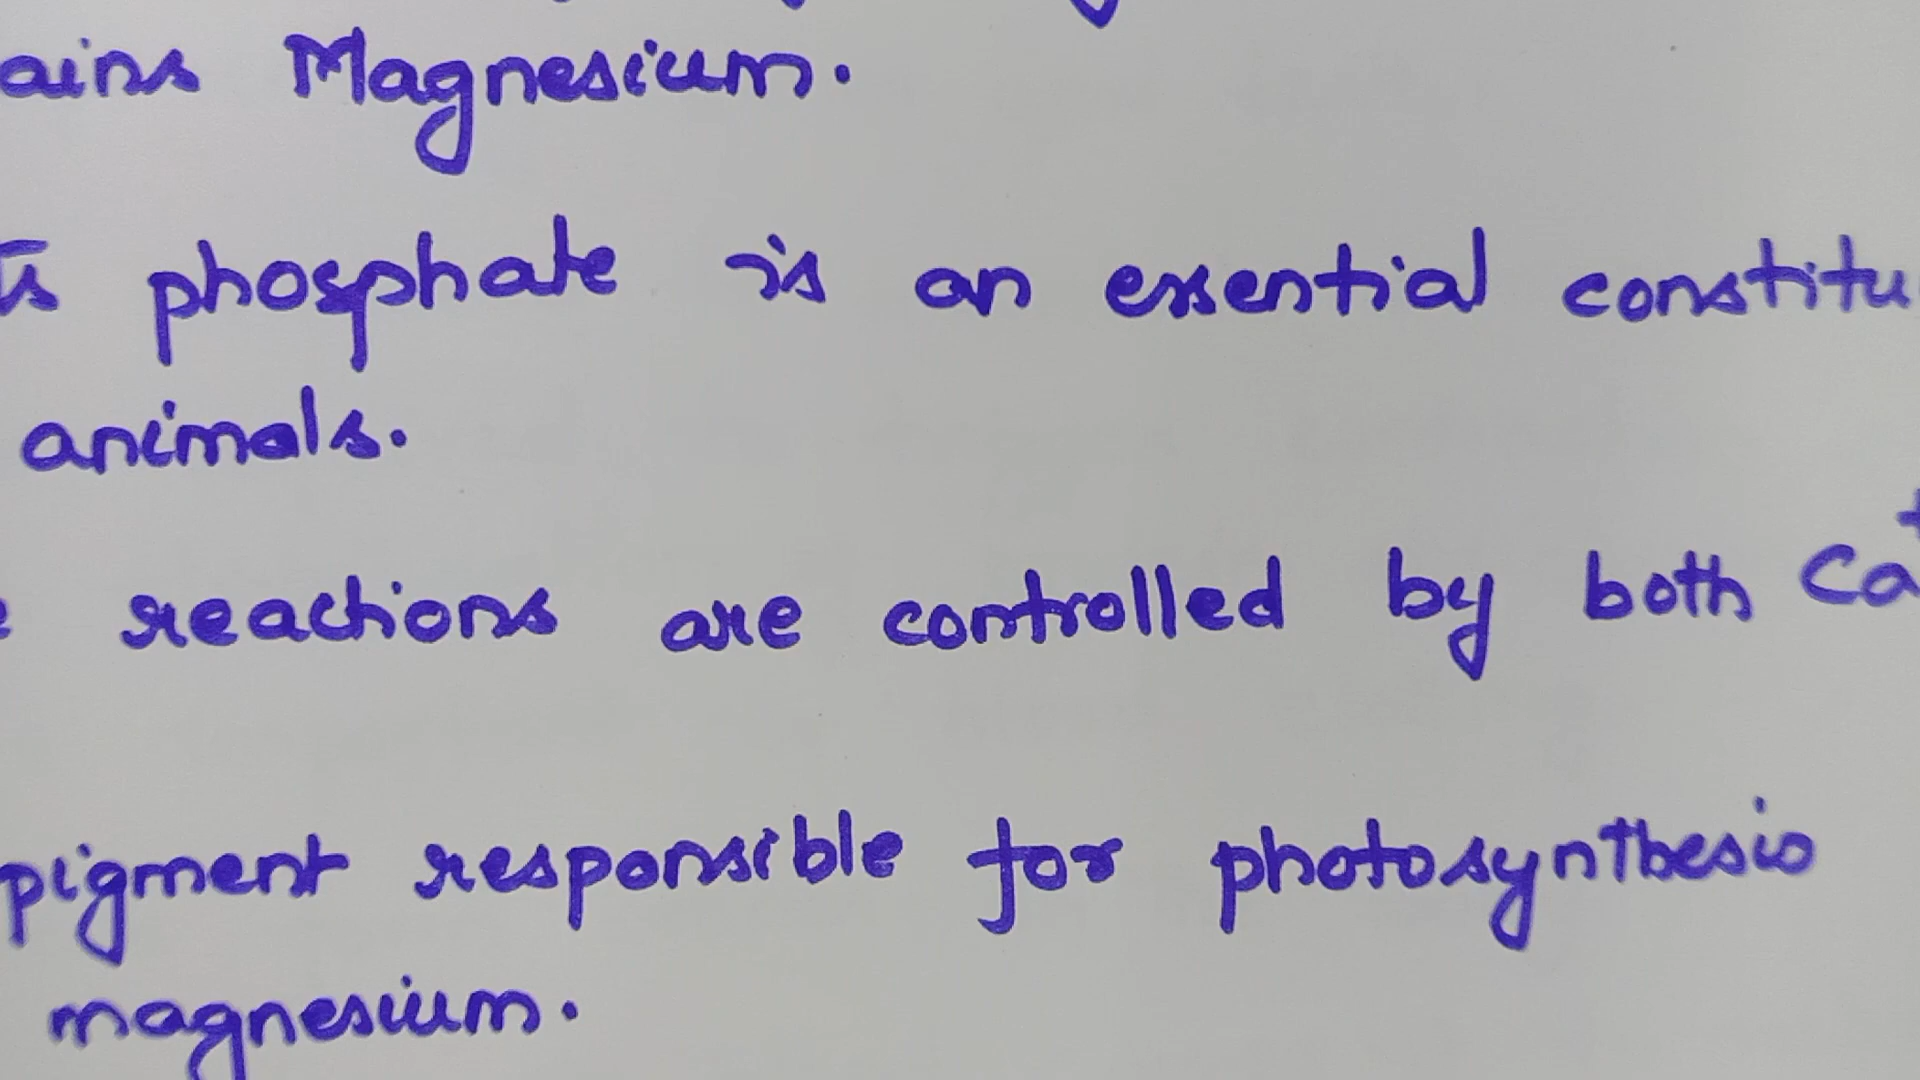 ains Magnesium.
ts phosphate is an essential constitu
animals.
e reactions are controlled by both Ca+
pigment responsible for photosynthesis
magnesium.